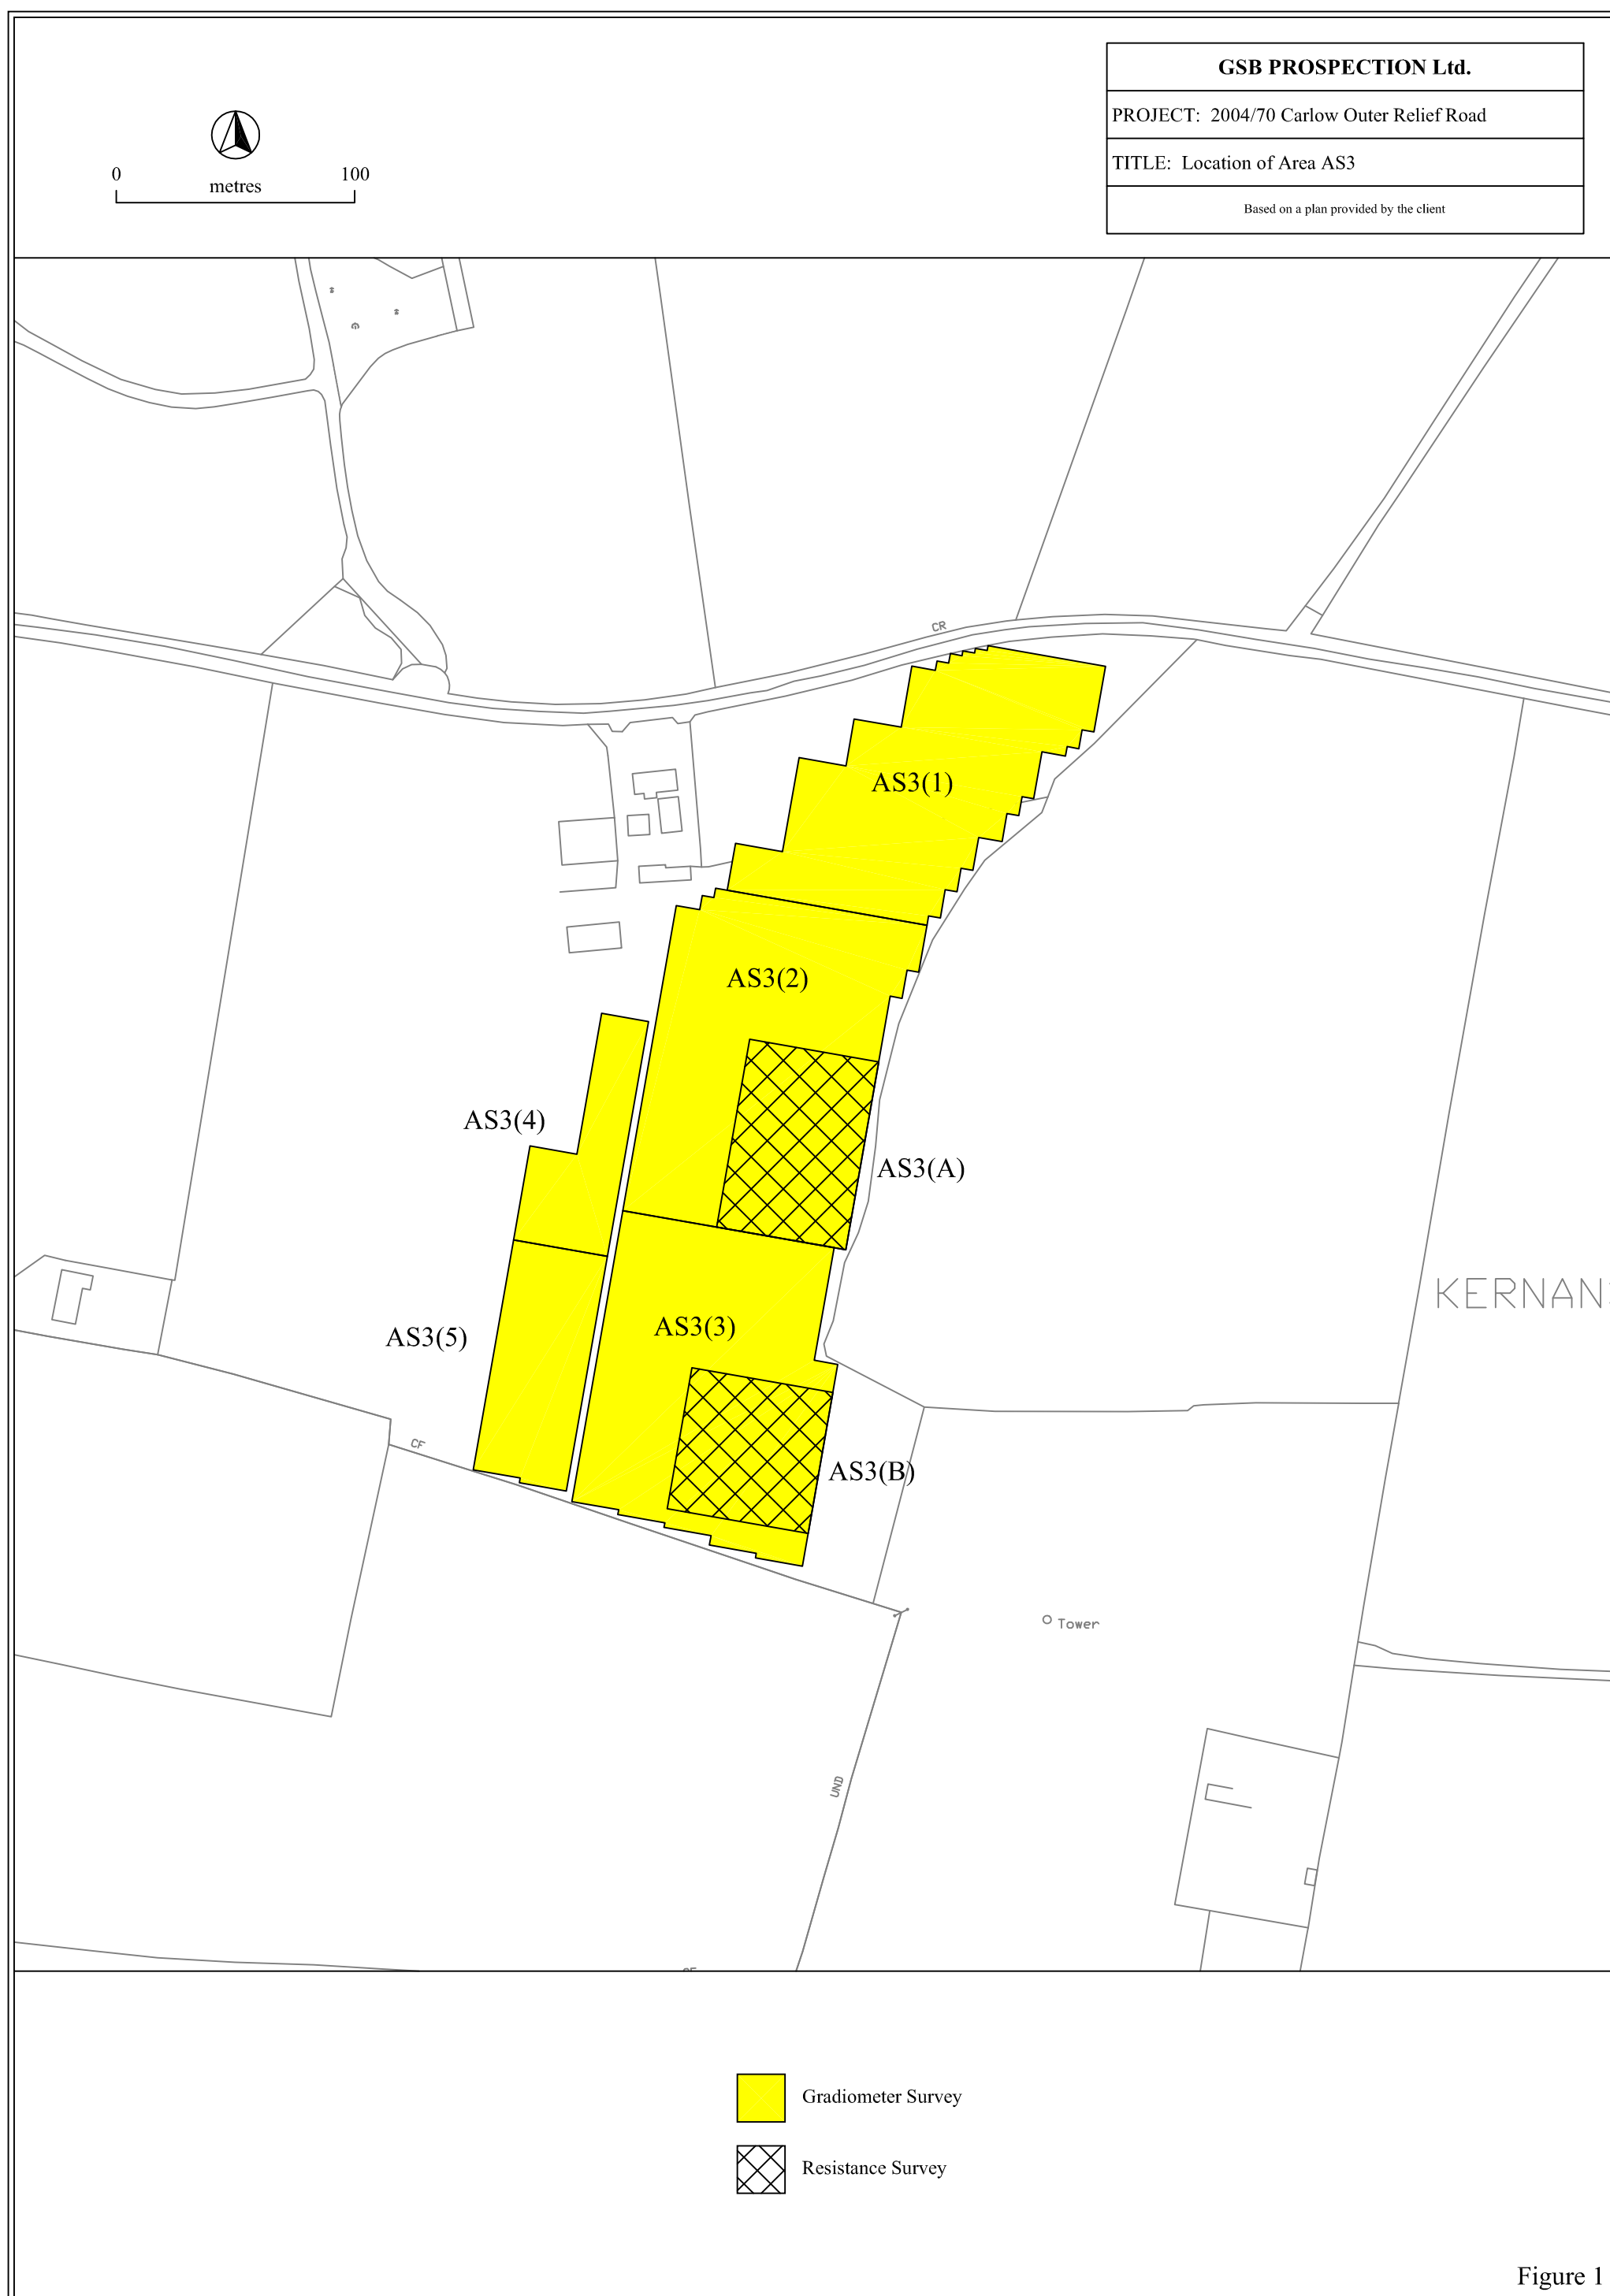 GSB PROSPECTION Ltd.
PROJECT: 2004/70 Carlow Outer Relief Road
TITLE: Location of Area AS3
Based on a plan provided by the client
0 100
metres
CR
AS3(1)
AS3(2)
AS3(4)
AS3(A)
KERNAN
AS3(3)
AS3(5)
CF
AS3(B)
Tower
UND
Gradiometer Survey
Resistance Survey
Figure 1